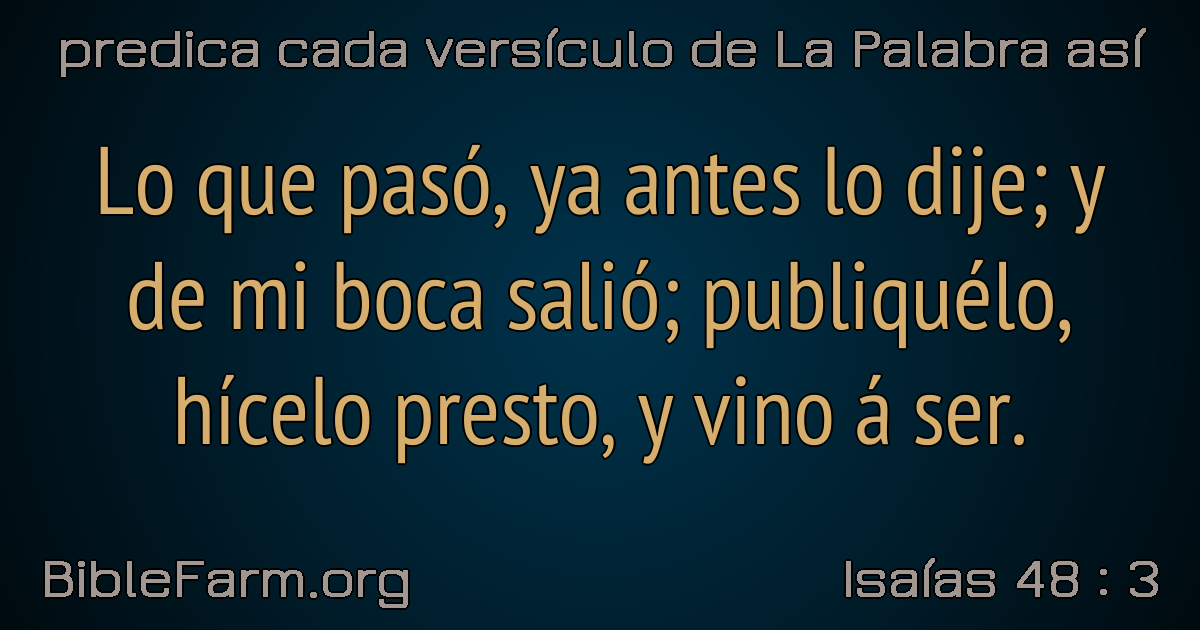 predica cada versículo de La Palabra así
Lo que pasó, ya antes lo dije; y
de mi boca salió; publiquélo,
hícelo presto, y vino á ser.
BibleFarm.org
Isaías 48 : 3